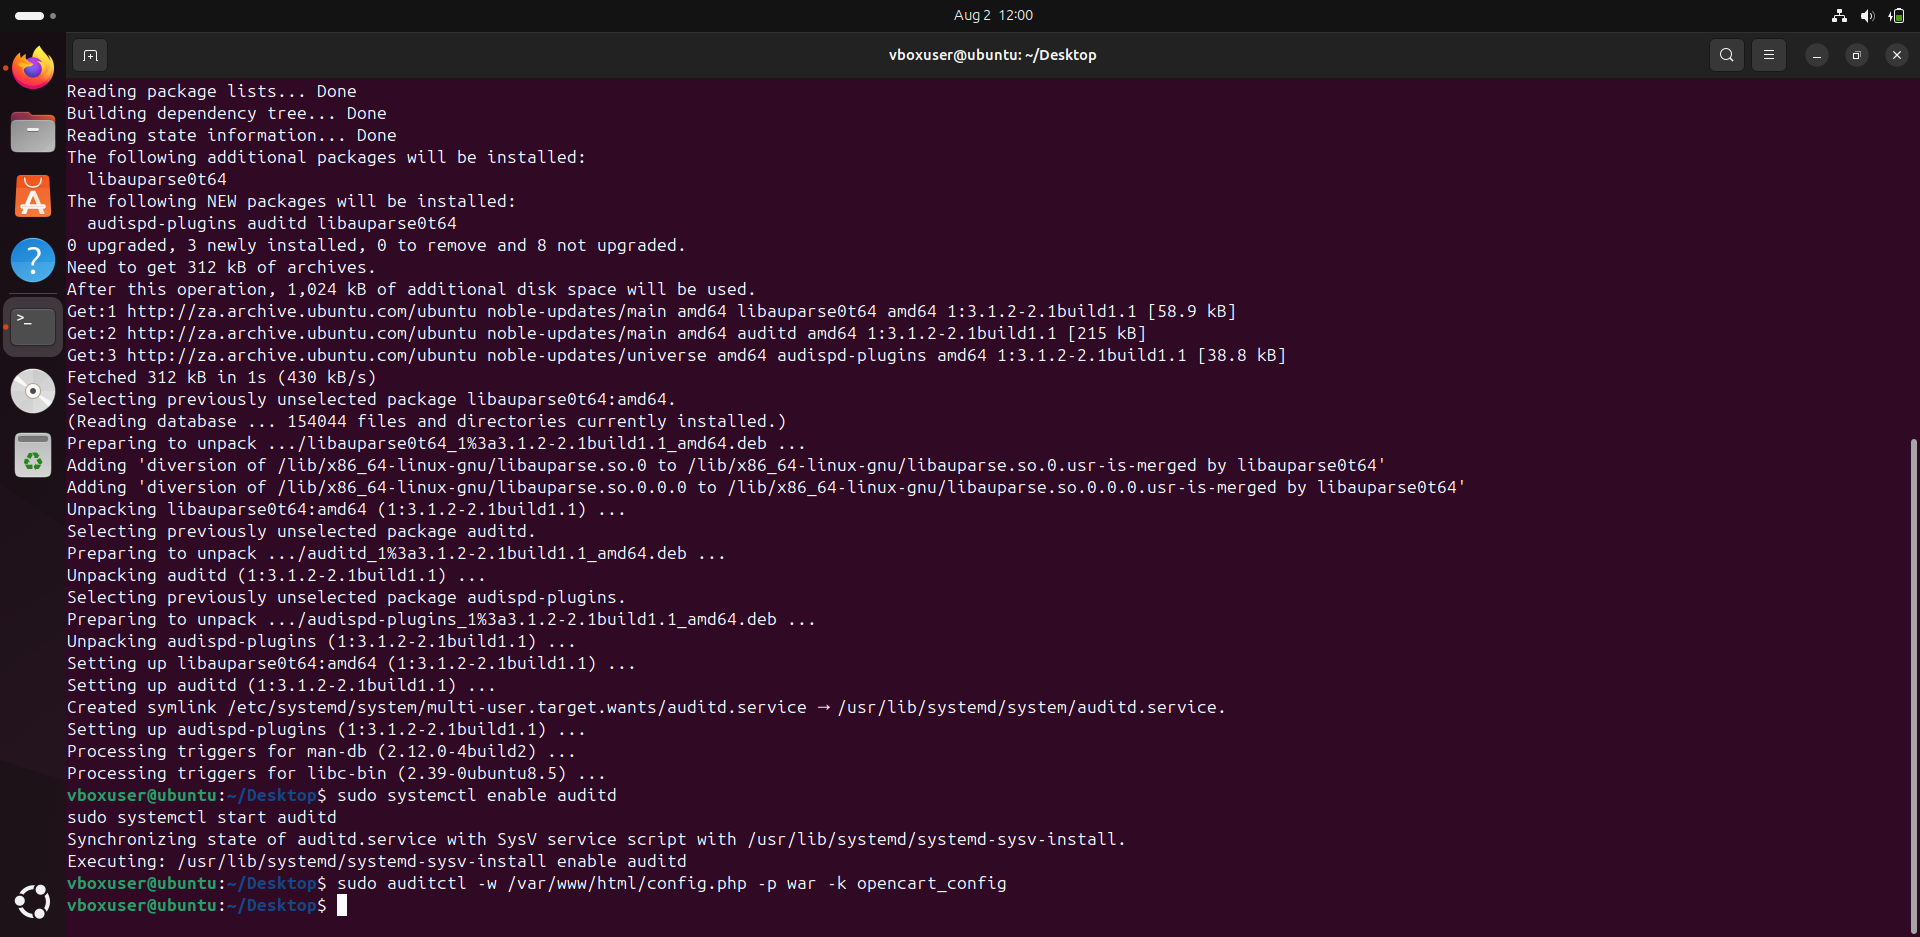 Aug 2 12:00
vboxuser@ubuntu: ~/Desktop
Reading package lists... Done
Building dependency tree... Done
Reading state information... Done
The following additional packages will be installed:
  libauparse0t64
The following NEW packages will be installed:
  audispd-plugins auditd libauparse0t64
0 upgraded, 3 newly installed, 0 to remove and 8 not upgraded.
Need to get 312 kB of archives.
After this operation, 1,024 kB of additional disk space will be used.
Get:1 http://za.archive.ubuntu.com/ubuntu noble-updates/main amd64 libauparse0t64 amd64 1:3.1.2-2.1build1.1 [58.9 kB]
Get:2 http://za.archive.ubuntu.com/ubuntu noble-updates/main amd64 auditd amd64 1:3.1.2-2.1build1.1 [215 kB]
Get:3 http://za.archive.ubuntu.com/ubuntu noble-updates/universe amd64 audispd-plugins amd64 1:3.1.2-2.1build1.1 [38.8 kB]
Fetched 312 kB in 1s (430 kB/s)
Selecting previously unselected package libauparse0t64:amd64.
(Reading database ... 154044 files and directories currently installed.)
Preparing to unpack .../libauparse0t64_1%3a3.1.2-2.1build1.1_amd64.deb ...
Adding 'diversion of /lib/x86_64-linux-gnu/libauparse.so.0 to /lib/x86_64-linux-gnu/libauparse.so.0.usr-is-merged by libauparse0t64'
Adding 'diversion of /lib/x86_64-linux-gnu/libauparse.so.0.0.0 to /lib/x86_64-linux-gnu/libauparse.so.0.0.0.usr-is-merged by libauparse0t64'
Unpacking libauparse0t64:amd64 (1:3.1.2-2.1build1.1) ...
Selecting previously unselected package auditd.
Preparing to unpack .../auditd_1%3a3.1.2-2.1build1.1_amd64.deb ...
Unpacking auditd (1:3.1.2-2.1build1.1) ...
Selecting previously unselected package audispd-plugins.
Preparing to unpack .../audispd-plugins_1%3a3.1.2-2.1build1.1_amd64.deb ...
Unpacking audispd-plugins (1:3.1.2-2.1build1.1) ...
Setting up libauparse0t64:amd64 (1:3.1.2-2.1build1.1) ...
Setting up auditd (1:3.1.2-2.1build1.1) ...
Created symlink /etc/systemd/system/multi-user.target.wants/auditd.service → /usr/lib/systemd/system/auditd.service.
Setting up audispd-plugins (1:3.1.2-2.1build1.1) ...
Processing triggers for man-db (2.12.0-4build2) ...
Processing triggers for libc-bin (2.39-0ubuntu8.5) ...
vboxuser@ubuntu:~/Desktop$ sudo systemctl enable auditd
sudo systemctl start auditd
Synchronizing state of auditd.service with SysV service script with /usr/lib/systemd/systemd-sysv-install.
Executing: /usr/lib/systemd/systemd-sysv-install enable auditd
vboxuser@ubuntu:~/Desktop$ sudo auditctl -w /var/www/html/config.php -p war -k opencart_config
vboxuser@ubuntu:~/Desktop$